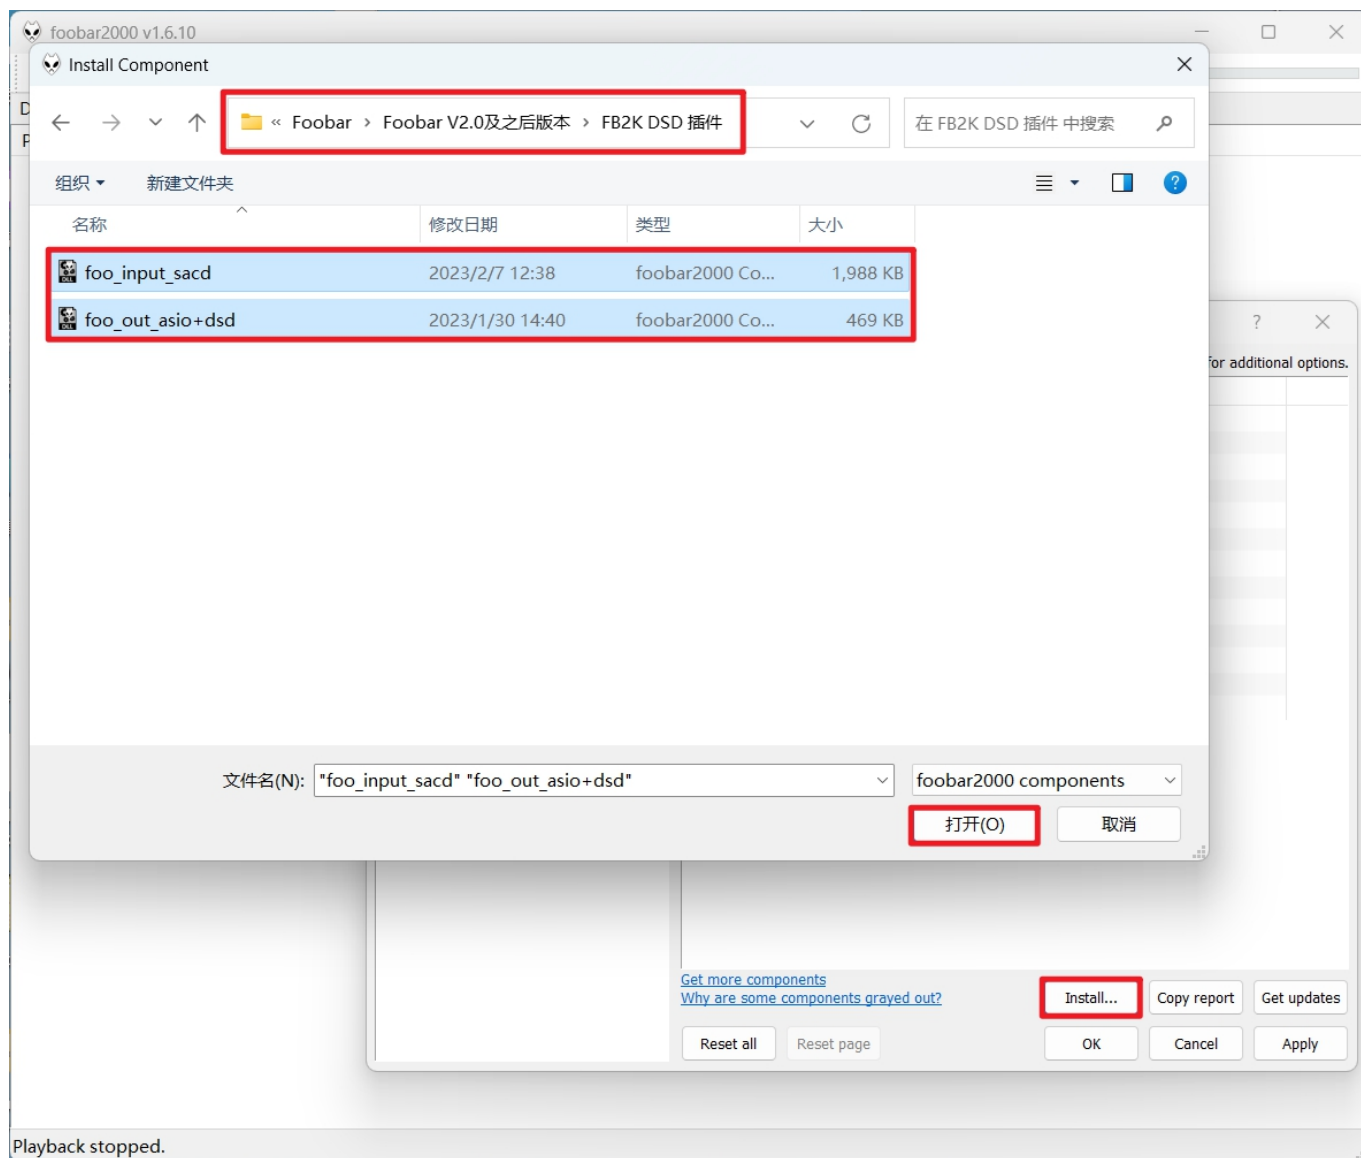 foobar2000 v1.6.10
Install Component
« Foobar › Foobar V2.0及之后版本 › FB2K DSD 插件
在 FB2K DSD 插件 中搜索
组织
新建文件夹
?
名称 修改日期 类型 大小
foo_input_sacd 2023/2/7 12:38 foobar2000 Co... 1,988 KB
foo_out_asio+dsd 2023/1/30 14:40 foobar2000 Co... 469 KB
?
for additional options.
文件名(N): "foo_input_sacd" "foo_out_asio+dsd" foobar2000 components
打开(O) 取消
Get more components
Why are some components grayed out?
Install... Copy report Get updates
Reset all Reset page OK Cancel Apply
Playback stopped.